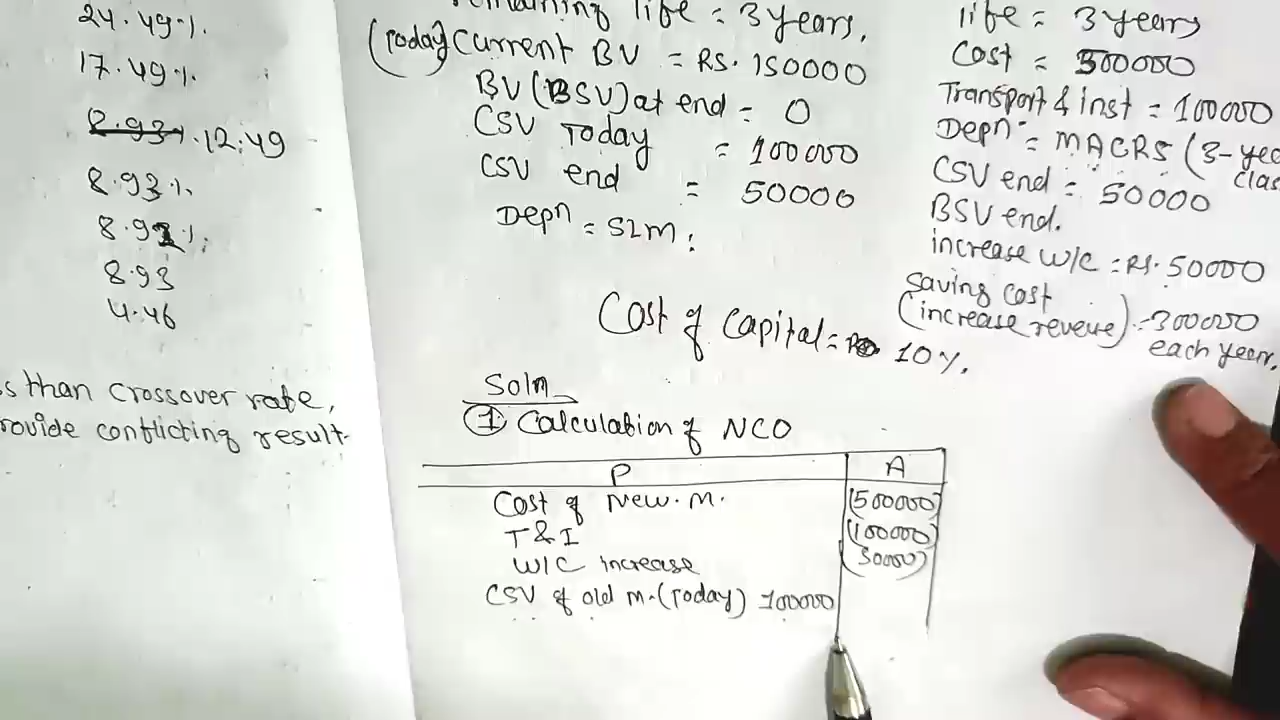 24.49%.
17.49%.
8.93%.12.49
8.93%.
8.92%.
8.93
4.46
than crossover rate,
conflicting result.
remaining life = 3 years.
(Today) Current BV = RS. 150000
BV (BSV) at end = 0
CSV Today = 100000
CSV end = 50000
Depn = SLM.
life = 3 years
Cost = 500000
Transport & inst = 100000
Depn = MACRS (3-
CSV end = 50000
BSV end.
increase W/C = RS. 50000
Saving cost
(increase reveue) = 300000
each year.
Cost of capital = 10%.
Soln
① Calculation of NCO
P A
Cost of New. M. (500000)
T & I (100000)
W/C increase (50000)
CSV of old M. (Today) 100000